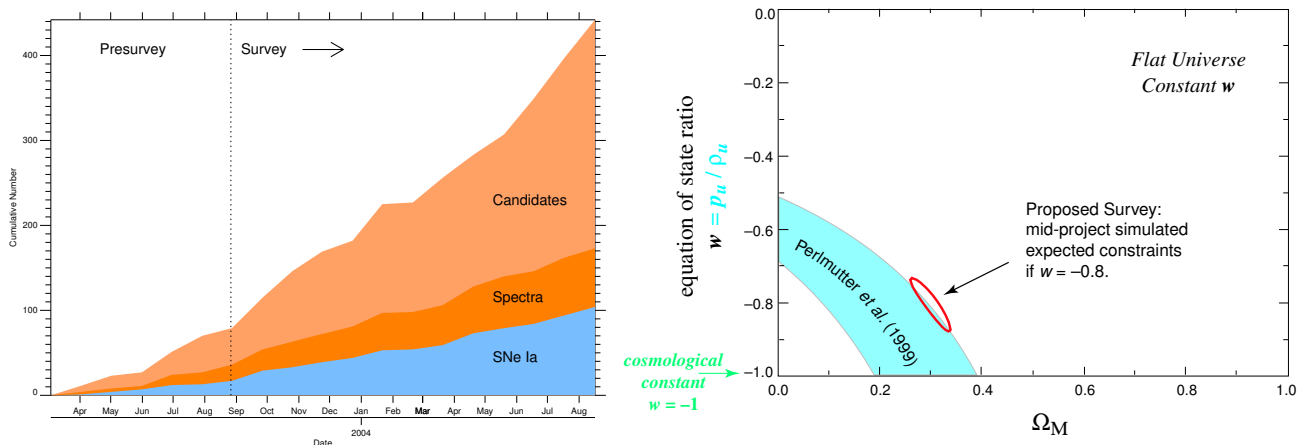 Presurvey
Survey
Candidates
Spectra
SNe Ia
Cumulative Number
400
300
200
100
0
Apr May Jun Jul Aug Sep Oct Nov Dec Jan Feb Mar Apr May Jun Jul Aug
2004
Date
equation of state ratio
w = pu / ρu
0.0
−0.2
−0.4
−0.6
−0.8
−1.0
Flat Universe
Constant w
Proposed Survey:
mid-project simulated
expected constraints
if w = −0.8.
Perlmutter et al. (1999)
cosmological
constant
w = −1
0.0 0.2 0.4 0.6 0.8 1.0
ΩM